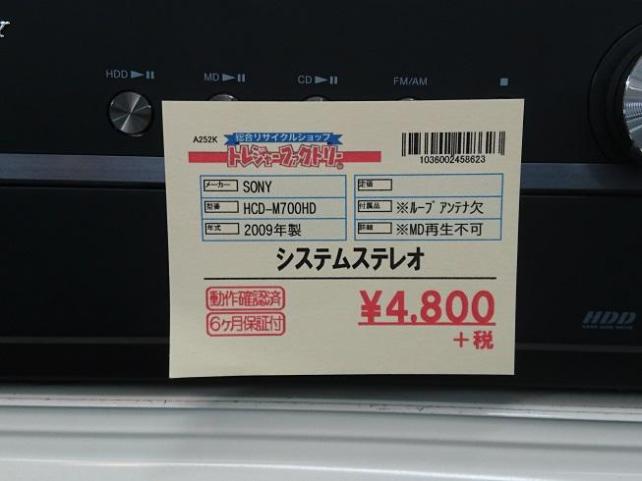 HDD ►II
MD ►II
CD ►II
FM/AM
■
A252K
総合リサイクルショップ
トレジャーファクトリー
1036002458623
メーカー SONY
定価
型番 HCD-M700HD
付属品 ※ループアンテナ欠
年式 2009年製
詳細 ※MD再生不可
システムステレオ
動作確認済
6ヶ月保証付
¥4,800
+税
HDD